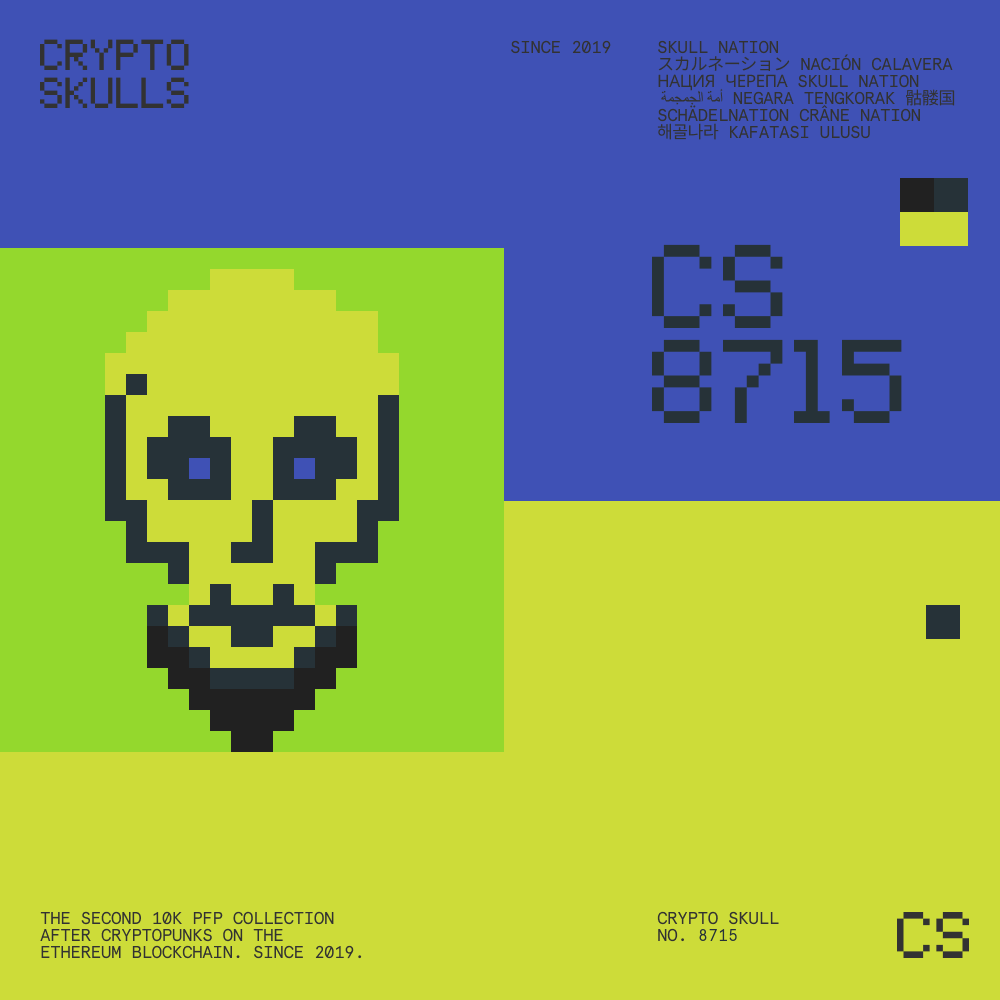 CRYPTO
SKULLS
SINCE 2019
SKULL NATION
スカルネーション NACIÓN CALAVERA
НАЦИЯ ЧЕРЕПА SKULL NATION
أمة الجمجمة NEGARA TENGKORAK 骷髅国
SCHÄDELNATION CRÂNE NATION
해골나라 KAFATASI ULUSU
CS
8715
THE SECOND 10K PFP COLLECTION
AFTER CRYPTOPUNKS ON THE
ETHEREUM BLOCKCHAIN. SINCE 2019.
CRYPTO SKULL
NO. 8715
CS